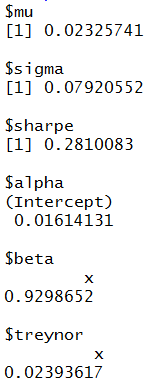 $mu
[1] 0.02325741
$sigma
[1] 0.07920552
$sharpe
[1] 0.2810083
$alpha
(Intercept)
0.01614131
$beta
x
0.9298652
$treynor
x
0.02393617